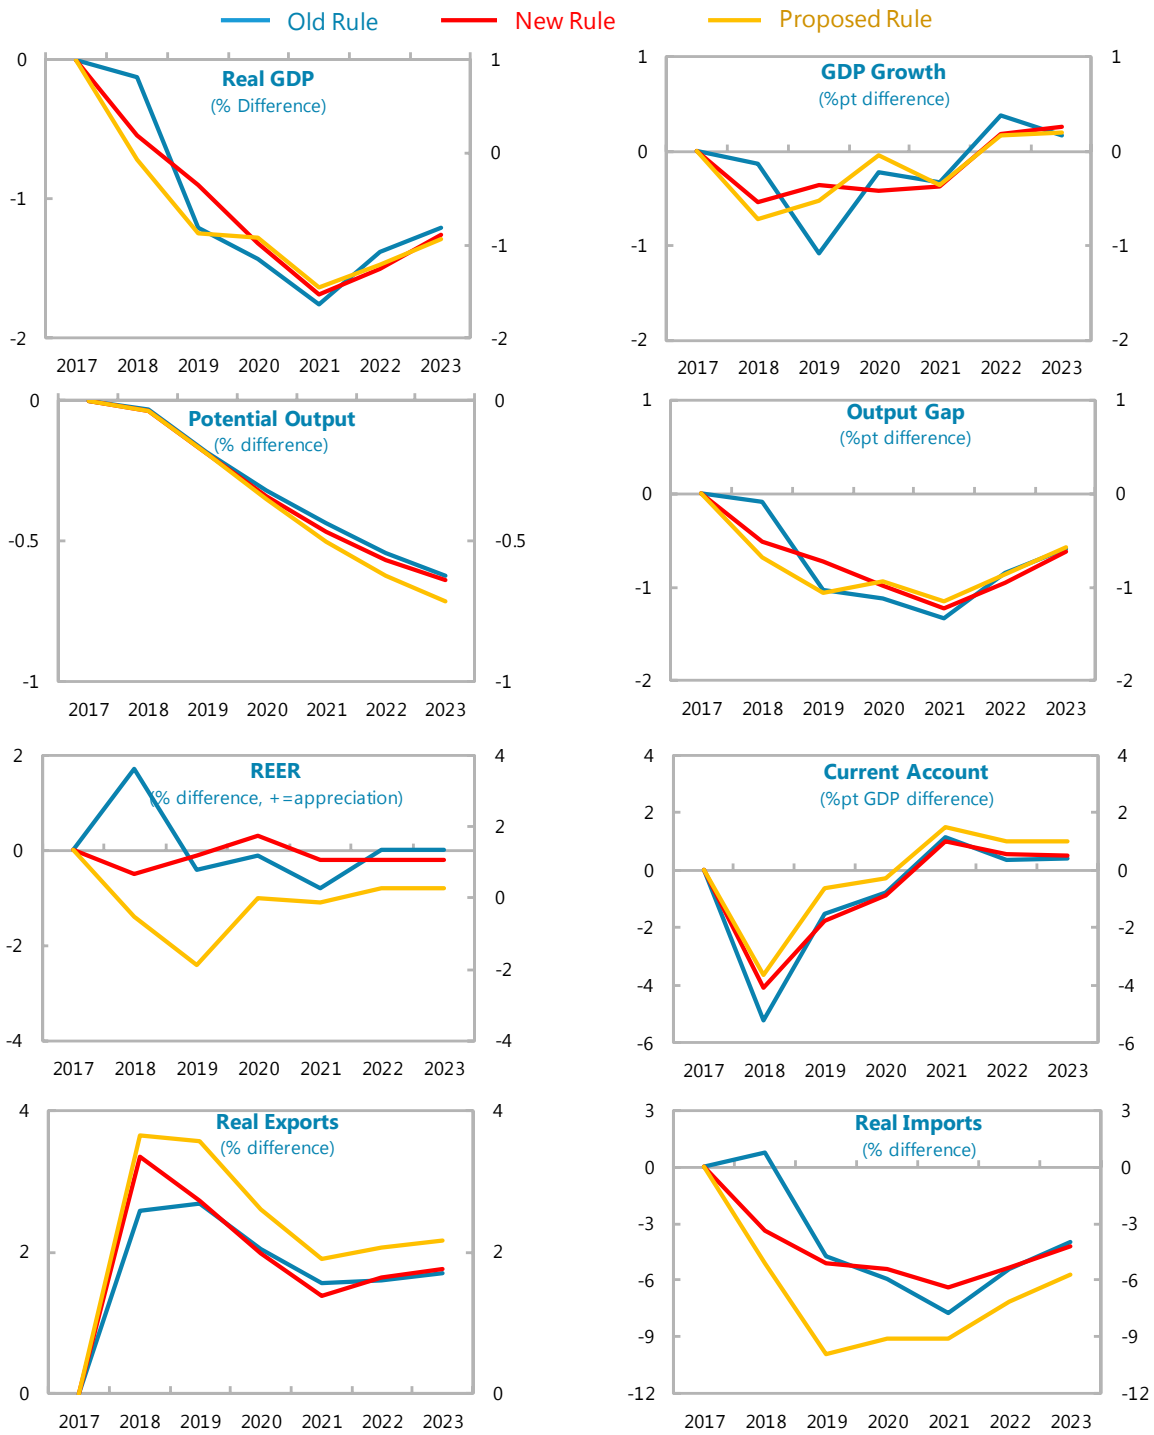 Old Rule New Rule Proposed Rule
Real GDP
(% Difference)
0
-1
-2
1
0
-1
-2
2017 2018 2019 2020 2021 2022 2023
GDP Growth
(%pt difference)
1
0
-1
-2
1
0
-1
-2
2017 2018 2019 2020 2021 2022 2023
Potential Output
(% difference)
0
-0.5
-1
0
-0.5
-1
2017 2018 2019 2020 2021 2022 2023
Output Gap
(%pt difference)
1
0
-1
-2
1
0
-1
-2
2017 2018 2019 2020 2021 2022 2023
REER
(% difference, +=appreciation)
2
0
-2
-4
4
2
0
-2
-4
2017 2018 2019 2020 2021 2022 2023
Current Account
(%pt GDP difference)
4
2
0
-2
-4
-6
4
2
0
-2
-4
-6
2017 2018 2019 2020 2021 2022 2023
Real Exports
(% difference)
4
2
0
4
2
0
2017 2018 2019 2020 2021 2022 2023
Real Imports
(% difference)
3
0
-3
-6
-9
-12
3
0
-3
-6
-9
-12
2017 2018 2019 2020 2021 2022 2023